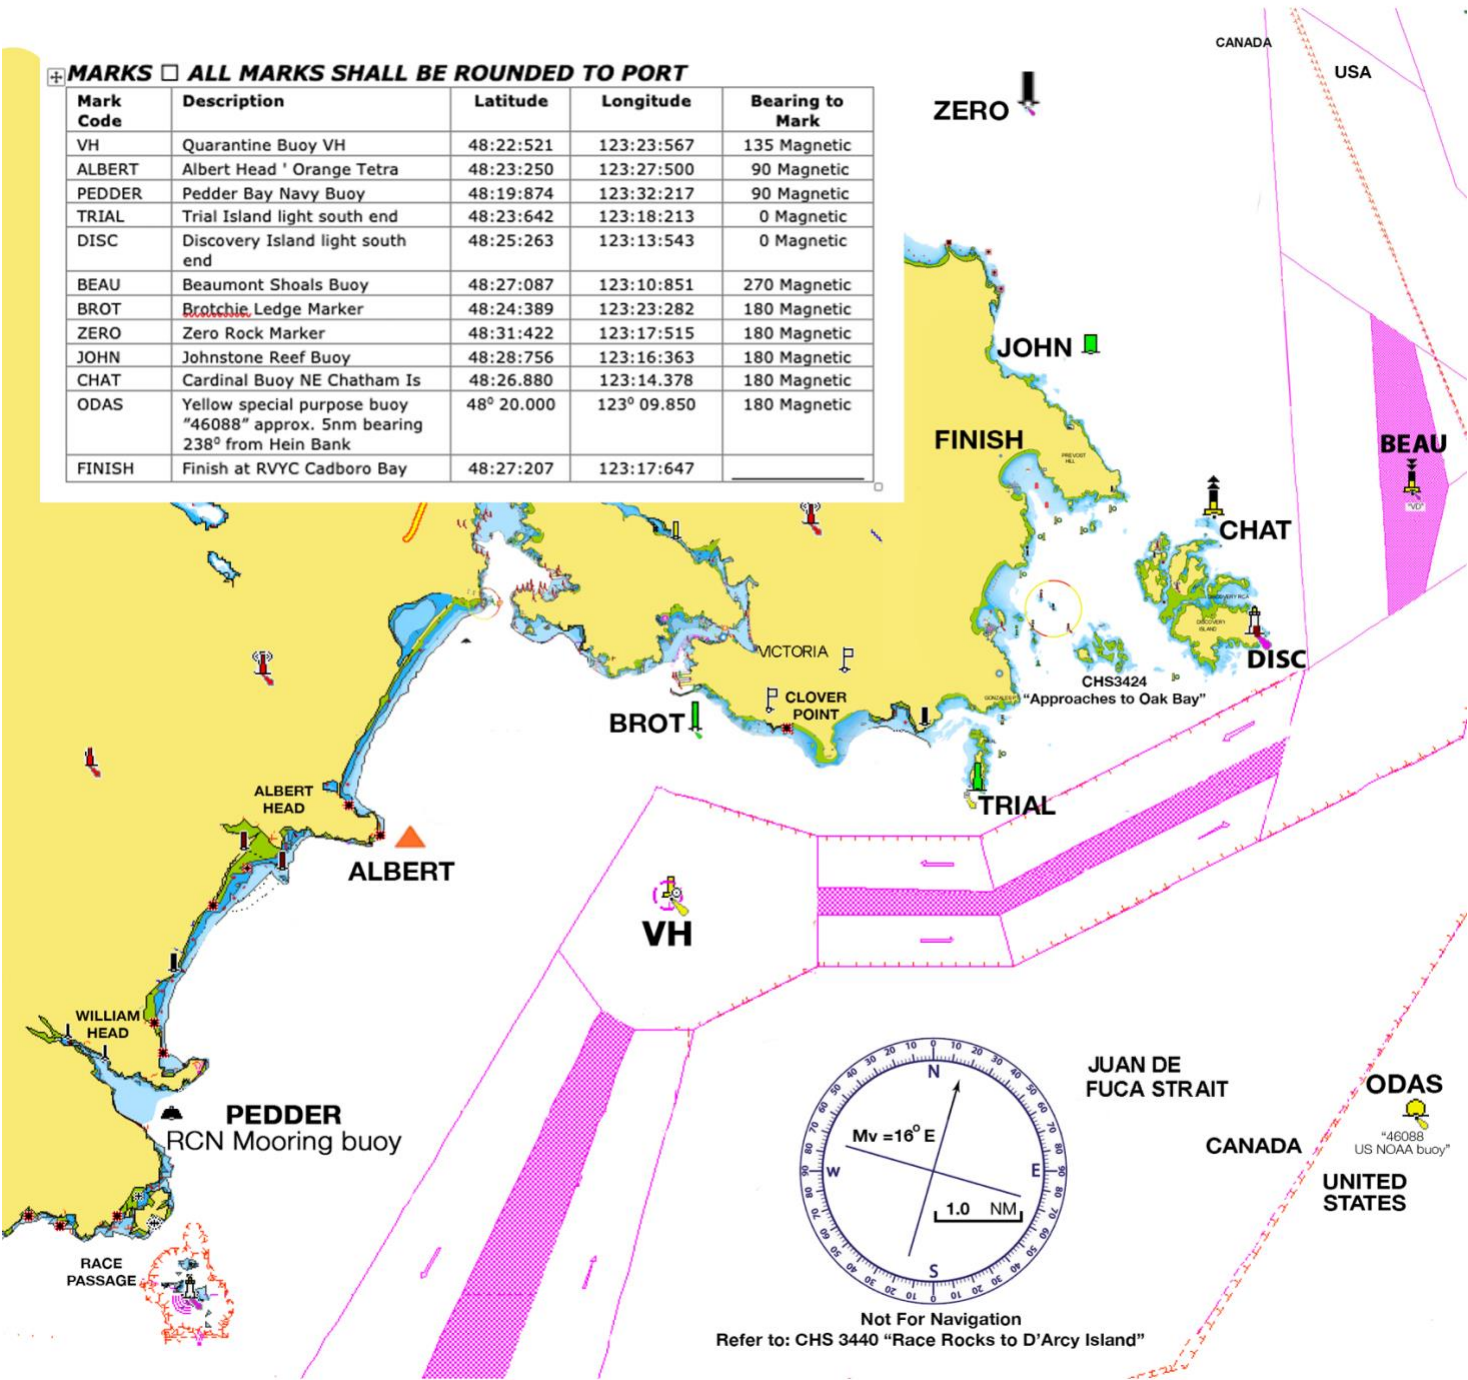 MARKS □ ALL MARKS SHALL BE ROUNDED TO PORT
Mark Code Description Latitude Longitude Bearing to Mark
VH Quarantine Buoy VH 48:22:521 123:23:567 135 Magnetic
ALBERT Albert Head ' Orange Tetra 48:23:250 123:27:500 90 Magnetic
PEDDER Pedder Bay Navy Buoy 48:19:874 123:32:217 90 Magnetic
TRIAL Trial Island light south end 48:23:642 123:18:213 0 Magnetic
DISC Discovery Island light south end 48:25:263 123:13:543 0 Magnetic
BEAU Beaumont Shoals Buoy 48:27:087 123:10:851 270 Magnetic
BROT Brotchie Ledge Marker 48:24:389 123:23:282 180 Magnetic
ZERO Zero Rock Marker 48:31:422 123:17:515 180 Magnetic
JOHN Johnstone Reef Buoy 48:28:756 123:16:363 180 Magnetic
CHAT Cardinal Buoy NE Chatham Is 48:26.880 123:14.378 180 Magnetic
ODAS Yellow special purpose buoy "46088" approx. 5nm bearing 238⁰ from Hein Bank 48⁰ 20.000 123⁰ 09.850 180 Magnetic
FINISH Finish at RVYC Cadboro Bay 48:27:207 123:17:647
CANADA
USA
ZERO
JOHN
FINISH
PREVOST
HILL
BEAU
"VD"
CHAT
DISCOVERY
ISLAND
DISC
VICTORIA
CHS3424
"Approaches to Oak Bay"
CLOVER
POINT
BROT
TRIAL
ALBERT
HEAD
ALBERT
VH
WILLIAM
HEAD
PEDDER
RCN Mooring buoy
RACE
PASSAGE
JUAN DE
FUCA STRAIT
ODAS
"46088
US NOAA buoy"
CANADA
UNITED
STATES
N
Mv =16° E
W
E
1.0 NM
S
Not For Navigation
Refer to: CHS 3440 "Race Rocks to D'Arcy Island"